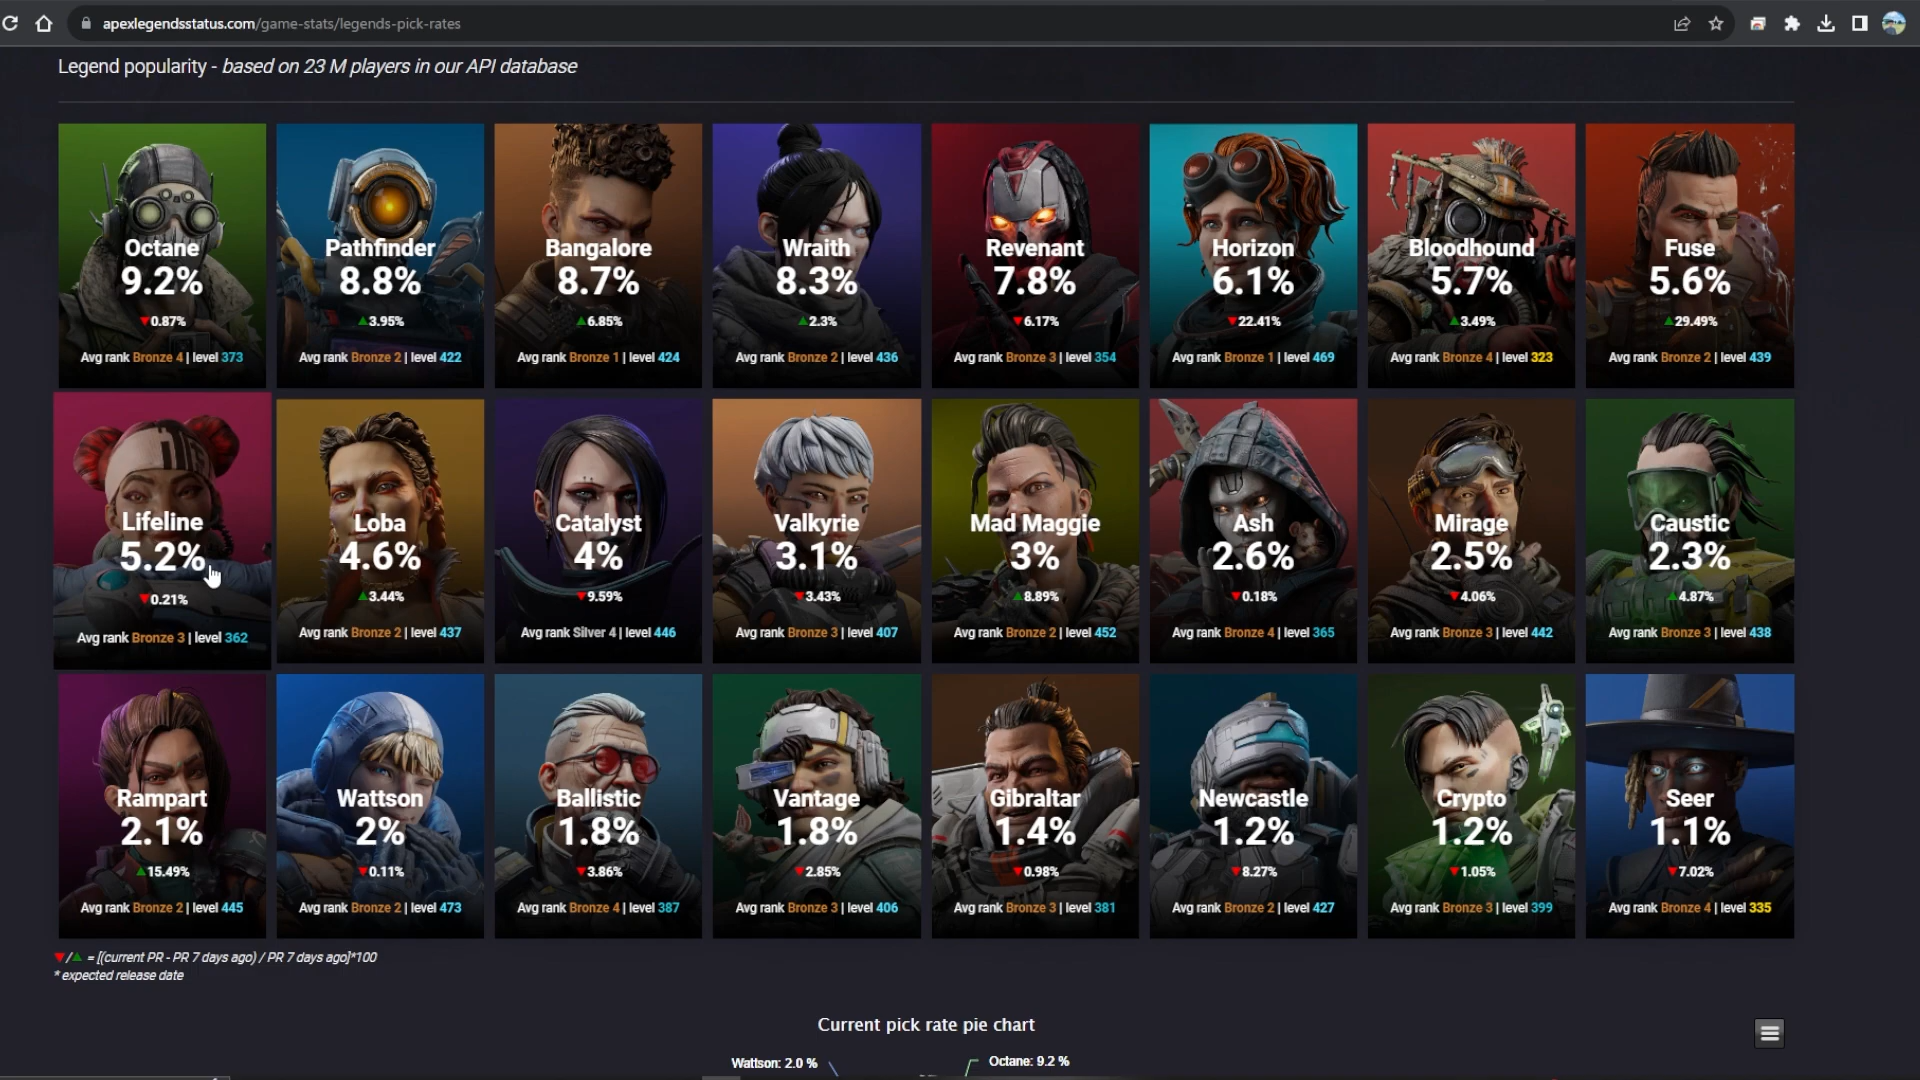 apexlegendsstatus.com/game-stats/legends-pick-rates
Legend popularity - based on 23 M players in our API database
Octane
9.2%
▼0.87%
Avg rank Bronze 4 | level 373
Pathfinder
8.8%
▲3.95%
Avg rank Bronze 2 | level 422
Bangalore
8.7%
▲6.85%
Avg rank Bronze 1 | level 424
Wraith
8.3%
▲2.3%
Avg rank Bronze 2 | level 436
Revenant
7.8%
▼6.17%
Avg rank Bronze 3 | level 354
Horizon
6.1%
▼22.41%
Avg rank Bronze 1 | level 469
Bloodhound
5.7%
▲3.49%
Avg rank Bronze 4 | level 323
Fuse
5.6%
▲29.49%
Avg rank Bronze 2 | level 439
Lifeline
5.2%
▼0.21%
Avg rank Bronze 3 | level 362
Loba
4.6%
▲3.44%
Avg rank Bronze 2 | level 437
Catalyst
4%
▼9.59%
Avg rank Silver 4 | level 446
Valkyrie
3.1%
▼3.43%
Avg rank Bronze 3 | level 407
Mad Maggie
3%
▲8.89%
Avg rank Bronze 2 | level 452
Ash
2.6%
▼0.18%
Avg rank Bronze 4 | level 365
Mirage
2.5%
▼4.06%
Avg rank Bronze 3 | level 442
Caustic
2.3%
▲4.87%
Avg rank Bronze 3 | level 438
Rampart
2.1%
▲15.49%
Avg rank Bronze 2 | level 445
Wattson
2%
▼0.11%
Avg rank Bronze 2 | level 473
Ballistic
1.8%
▼3.86%
Avg rank Bronze 4 | level 387
Vantage
1.8%
▼2.85%
Avg rank Bronze 3 | level 406
Gibraltar
1.4%
▼0.98%
Avg rank Bronze 3 | level 381
Newcastle
1.2%
▼8.27%
Avg rank Bronze 2 | level 427
Crypto
1.2%
▼1.05%
Avg rank Bronze 3 | level 399
Seer
1.1%
▼7.02%
Avg rank Bronze 4 | level 335
▼/▲ = [(current PR - PR 7 days ago) / PR 7 days ago]*100
* expected release date
Current pick rate pie chart
Wattson: 2.0 %
Octane: 9.2 %